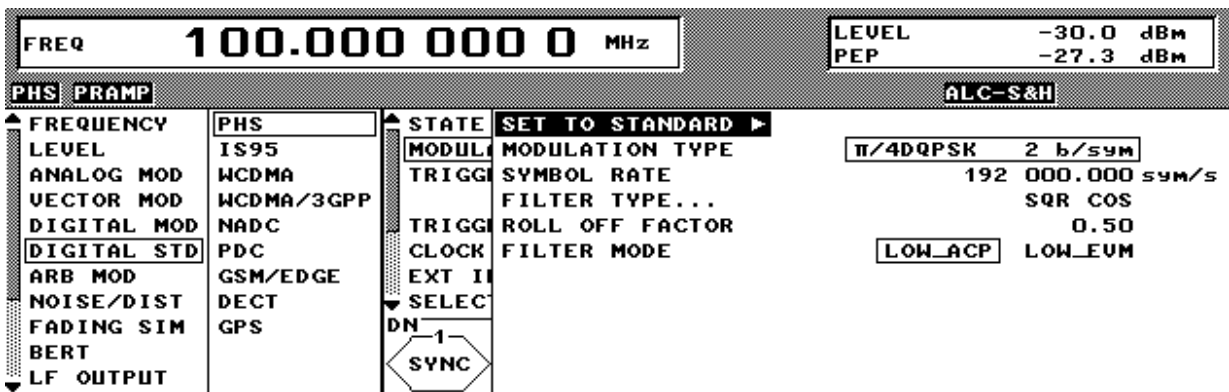 FREQ 100.000 000 0 MHz
LEVEL -30.0 dBm
PEP -27.3 dBm
PHS PRAMP ALC-S&H
FREQUENCY
LEVEL
ANALOG MOD
VECTOR MOD
DIGITAL MOD
DIGITAL STD
ARB MOD
NOISE/DIST
FADING SIM
BERT
LF OUTPUT
PHS
IS95
WCDMA
WCDMA/3GPP
NADC
PDC
GSM/EDGE
DECT
GPS
STATE
MODUL
TRIGG
TRIGG
CLOCK
EXT I
SELEC
DN
1
SYNC
SET TO STANDARD ▶
MODULATION TYPE π/4DQPSK 2 b/sym
SYMBOL RATE 192 000.000 sym/s
FILTER TYPE... SQR COS
ROLL OFF FACTOR 0.50
FILTER MODE LOW_ACP LOW_EVM